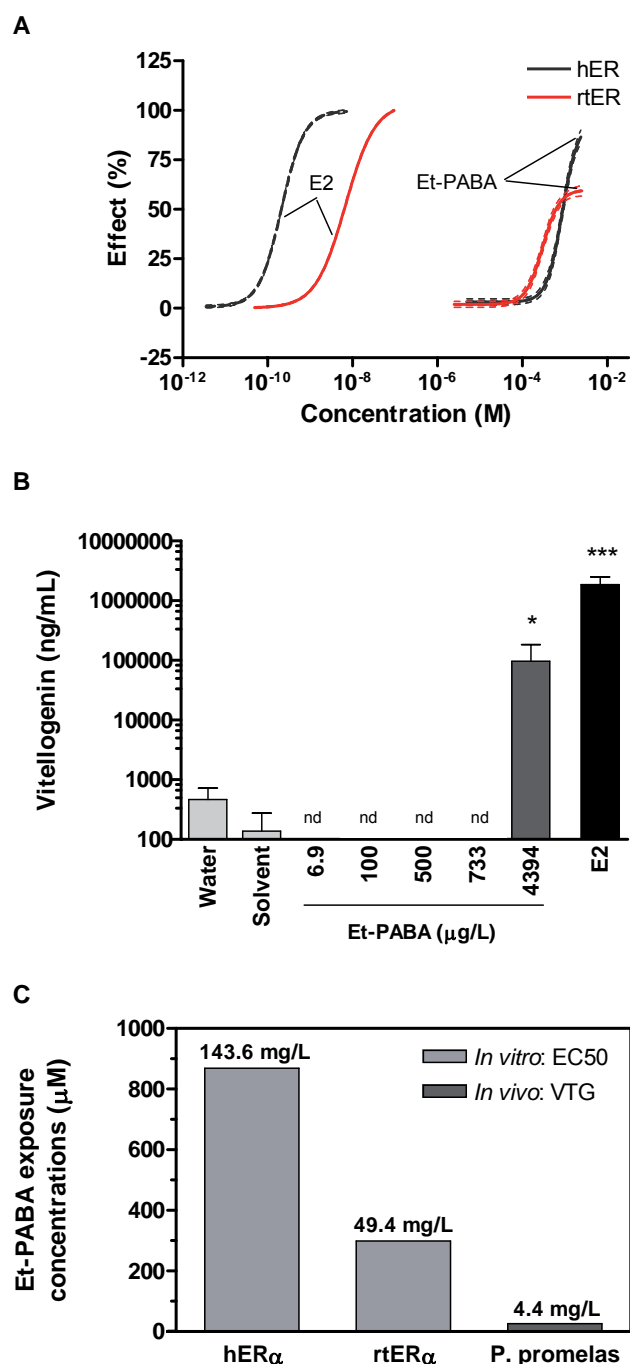 A
hER
rtER
125
100
75
50
25
0
-25
Effect (%)
E2
Et-PABA
10⁻¹² 10⁻¹⁰ 10⁻⁸ 10⁻⁶ 10⁻⁴ 10⁻²
Concentration (M)
B
Vitellogenin (ng/mL)
10000000
1000000
100000
10000
1000
100
***
*
nd nd nd nd
Water Solvent 6.9 100 500 733 4394 E2
Et-PABA (μg/L)
C
Et-PABA exposure
concentrations (μM)
1000
800
600
400
200
0
143.6 mg/L
In vitro: EC50
In vivo: VTG
49.4 mg/L
4.4 mg/L
hERα rtERα P. promelas